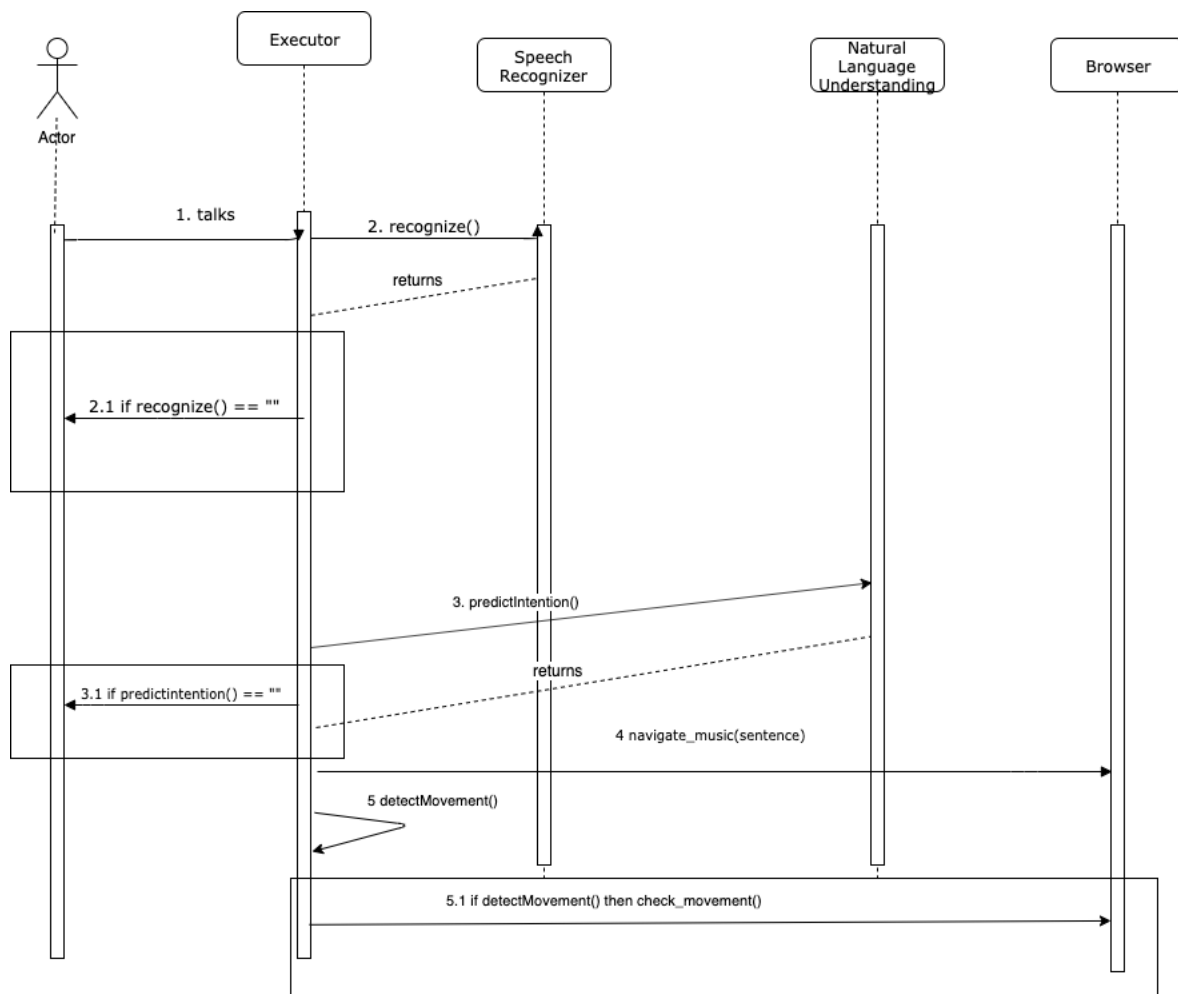 Executor
Speech
Recognizer
Natural
Language
Understanding
Browser
Actor
1. talks
2. recognize()
returns
2.1 if recognize() == ""
3. predictIntention()
returns
3.1 if predictintention() == ""
4 navigate_music(sentence)
5 detectMovement()
5.1 if detectMovement() then check_movement()